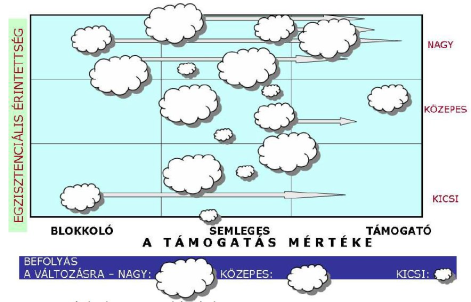 EGZISZTENCIÁLIS ÉRINTETTSÉG
NAGY
KÖZEPES
KICSI
BLOKKOLÓ SEMLEGES TÁMOGATÓ
A TÁMOGATÁS MÉRTÉKE
BEFOLYÁS
A VÁLTOZÁSRA – NAGY: KÖZEPES: KICSI: